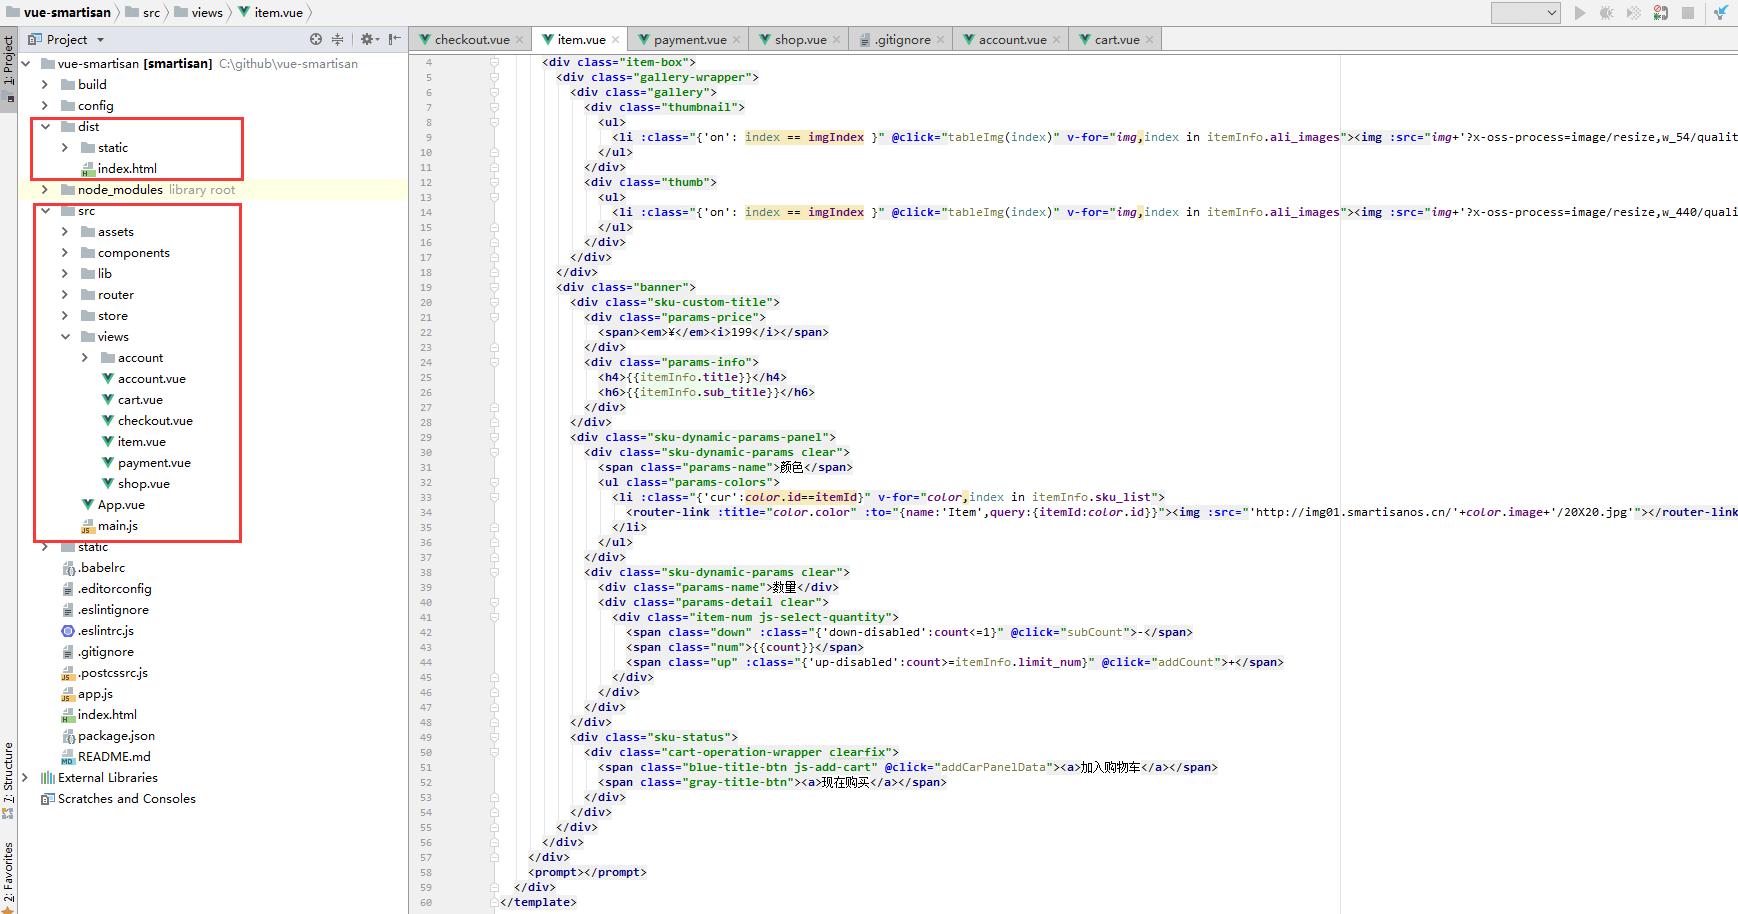 vue-smartisan
src
views
item.vue
Project
checkout.vue
item.vue
payment.vue
shop.vue
.gitignore
account.vue
cart.vue
1: Project
7: Structure
2: Favorites
vue-smartisan [smartisan] C:\github\vue-smartisan
build
config
dist
static
index.html
node_modules library root
src
assets
components
lib
router
store
views
account
account.vue
cart.vue
checkout.vue
item.vue
payment.vue
shop.vue
App.vue
main.js
static
.babelrc
.editorconfig
.eslintignore
.eslintrc.js
.gitignore
.postcssrc.js
app.js
index.html
package.json
README.md
External Libraries
Scratches and Consoles
4 <div class="item-box">
5 <div class="gallery-wrapper">
6 <div class="gallery">
7 <div class="thumbnail">
8 <ul>
9 <li :class="{'on': index == imgIndex }" @click="tableImg(index)" v-for="img,index in itemInfo.ali_images"><img :src="img+'?x-oss-process=image/resize,w_54/qualit
10 </ul>
11 </div>
12 <div class="thumb">
13 <ul>
14 <li :class="{'on': index == imgIndex }" @click="tableImg(index)" v-for="img,index in itemInfo.ali_images"><img :src="img+'?x-oss-process=image/resize,w_440/quali
15 </ul>
16 </div>
17 </div>
18 </div>
19 <div class="banner">
20 <div class="sku-custom-title">
21 <div class="params-price">
22 <span><em>¥</em><i>199</i></span>
23 </div>
24 <div class="params-info">
25 <h4>{{itemInfo.title}}</h4>
26 <h6>{{itemInfo.sub_title}}</h6>
27 </div>
28 </div>
29 <div class="sku-dynamic-params-panel">
30 <div class="sku-dynamic-params clear">
31 <span class="params-name">颜色</span>
32 <ul class="params-colors">
33 <li :class="{'cur':color.id==itemId}" v-for="color,index in itemInfo.sku_list">
34 <router-link :title="color.color" :to="{name:'Item',query:{itemId:color.id}}"><img :src="'http://img01.smartisanos.cn/'+color.image+'/20X20.jpg'"></router-link
35 </li>
36 </ul>
37 </div>
38 <div class="sku-dynamic-params clear">
39 <div class="params-name">数量</div>
40 <div class="params-detail clear">
41 <div class="item-num js-select-quantity">
42 <span class="down" :class="{'down-disabled':count<=1}" @click="subCount">-</span>
43 <span class="num">{{count}}</span>
44 <span class="up" :class="{'up-disabled':count>=itemInfo.limit_num}" @click="addCount">+</span>
45 </div>
46 </div>
47 </div>
48 </div>
49 <div class="sku-status">
50 <div class="cart-operation-wrapper clearfix">
51 <span class="blue-title-btn js-add-cart" @click="addCarPanelData"><a>加入购物车</a></span>
52 <span class="gray-title-btn"><a>现在购买</a></span>
53 </div>
54 </div>
55 </div>
56 </div>
57 </div>
58 <prompt></prompt>
59 </div>
60 </template>